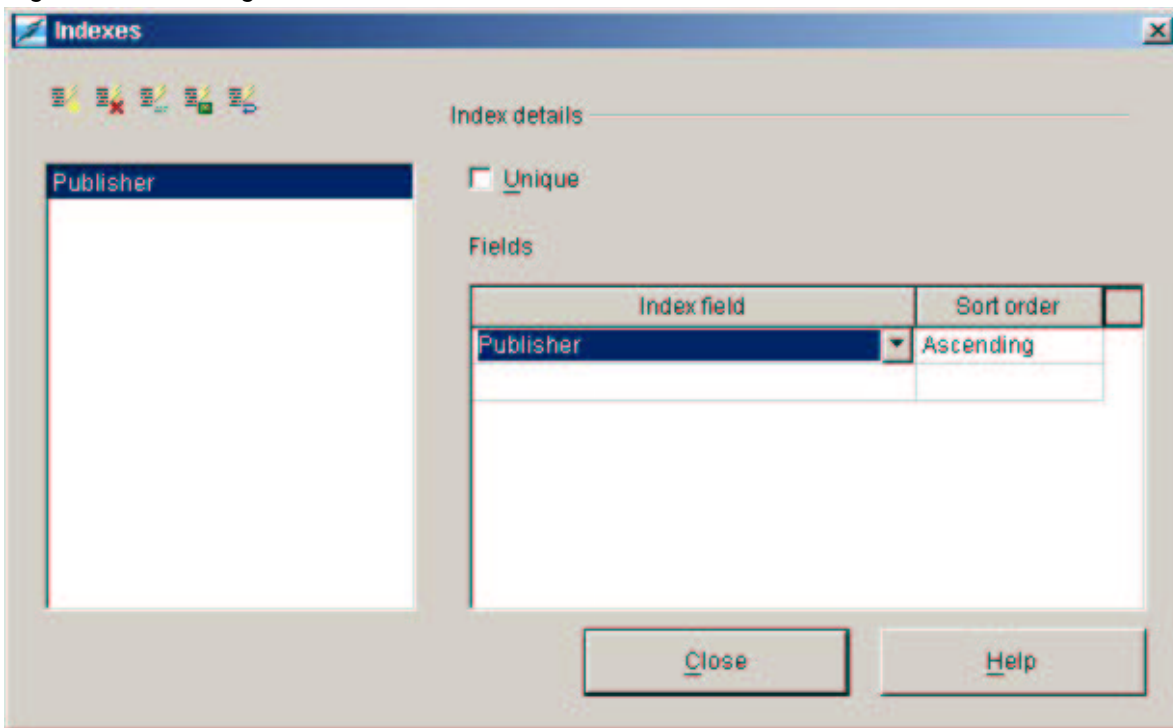 Indexes
Index details
Publisher
Unique
Fields
Index field Sort order
Publisher Ascending
Close Help